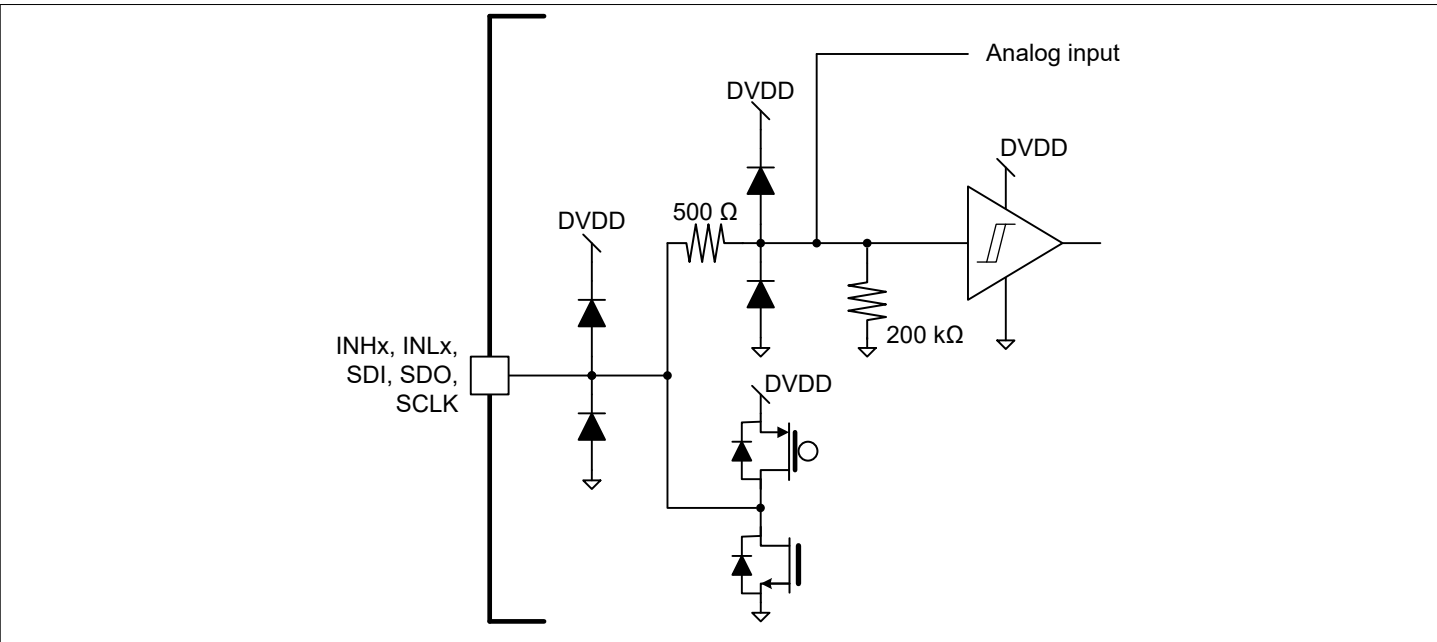 Analog input
DVDD
DVDD
500 Ω
DVDD
200 kΩ
INHx, INLx,
SDI, SDO,
SCLK
DVDD